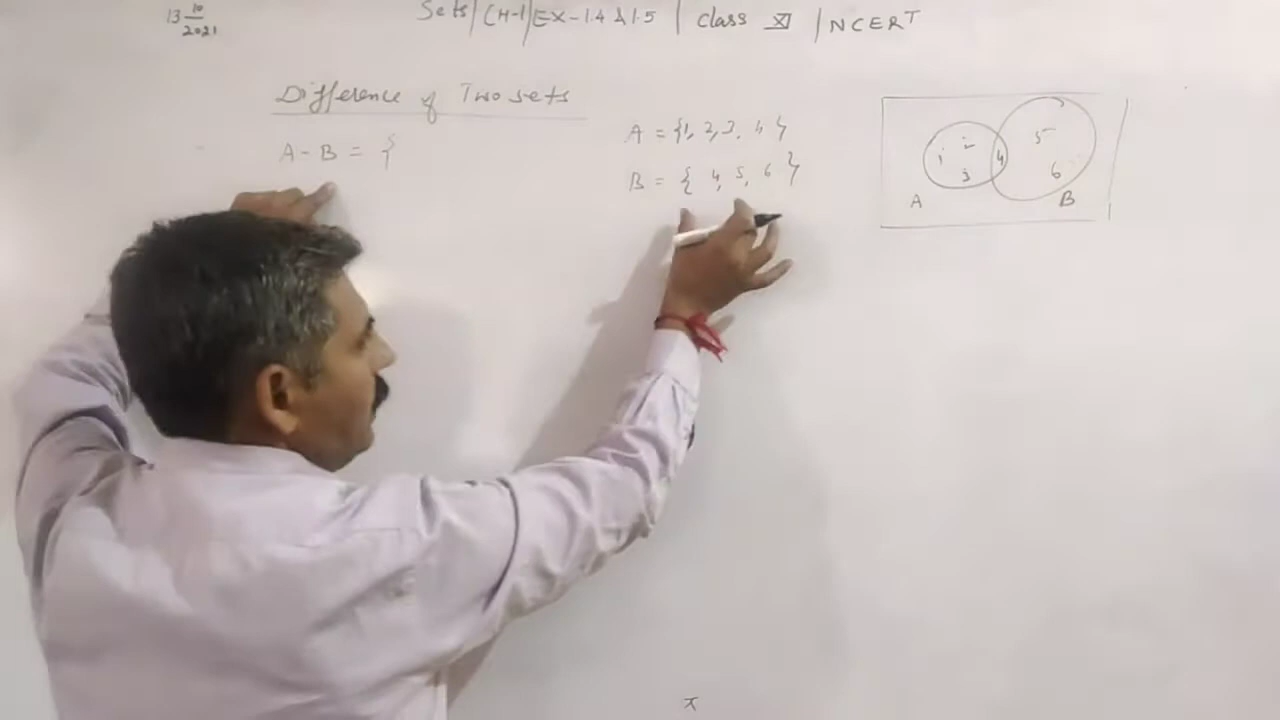 13 10/2021
Sets | CH-1 | EX-1.4 & 1.5 | Class XI | NCERT
Difference of Two sets
A - B = {
A = {1, 2, 3, 4 }
B = { 4, 5, 6 }
1 2 3 4 5 6
A B
x